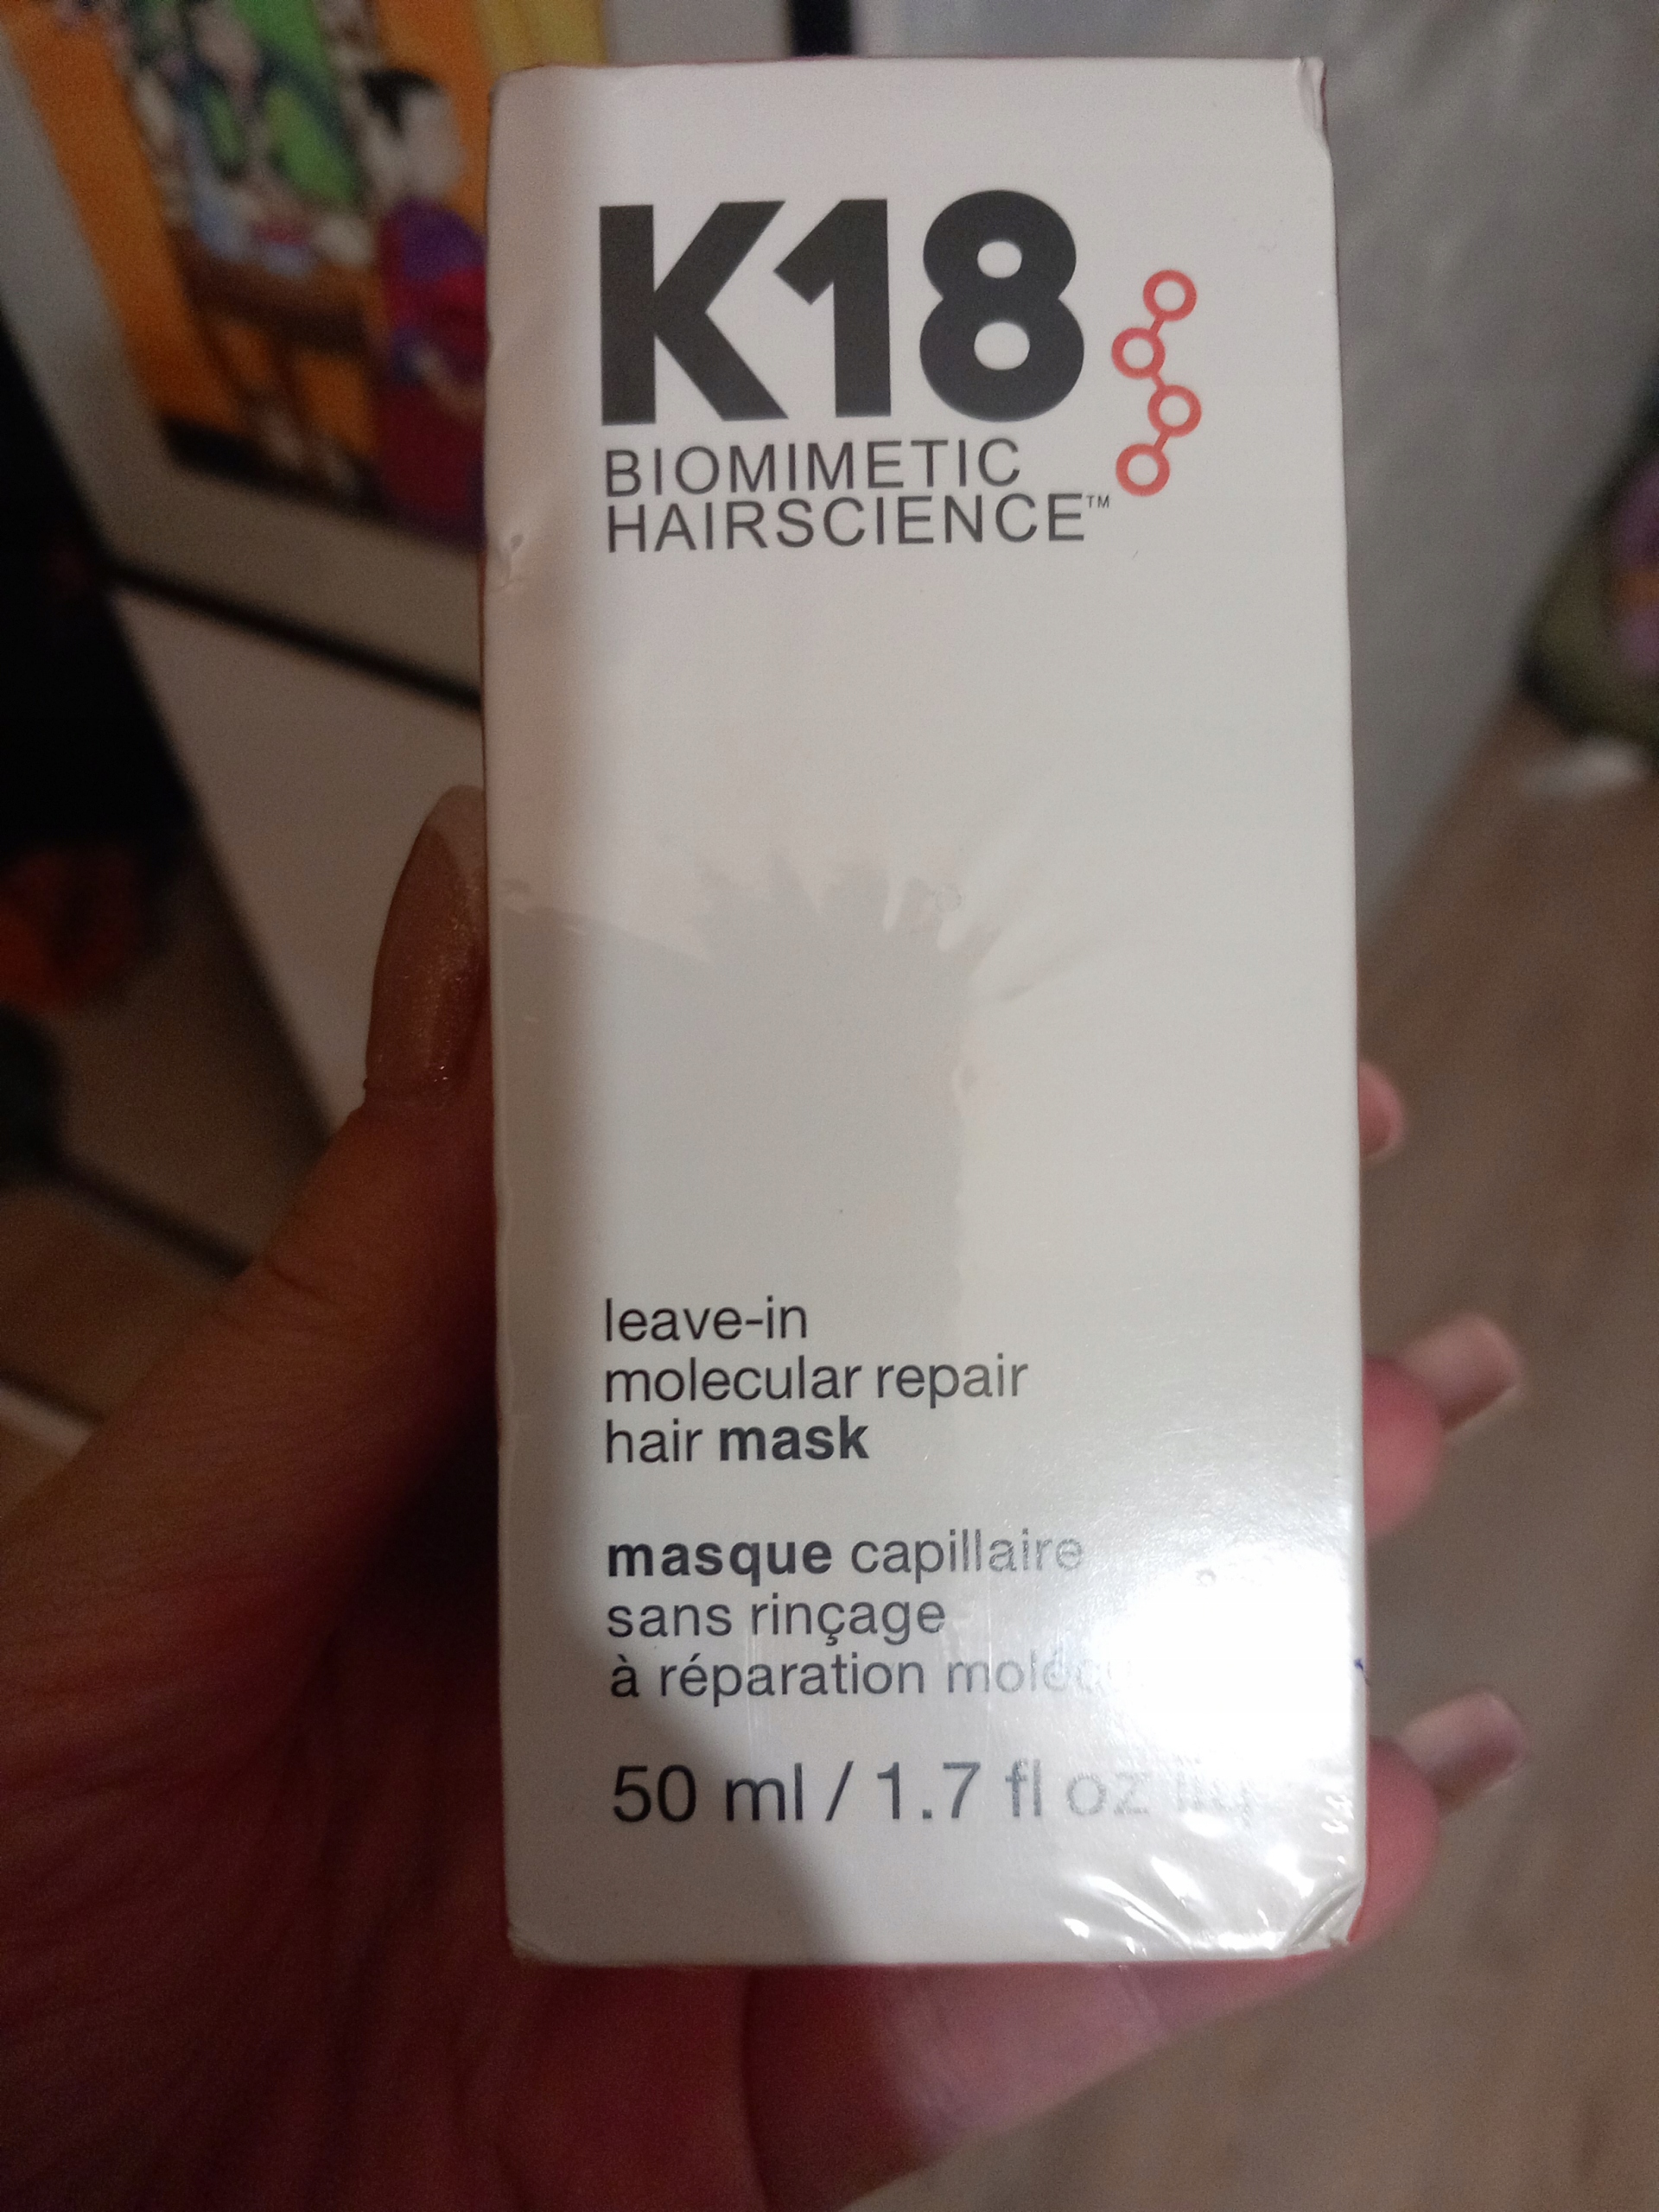 K18
BIOMIMETIC
HAIRSCIENCE™
leave-in
molecular repair
hair mask
masque capillaire
sans rinçage
à réparation
50 ml / 1.7 fl oz liq